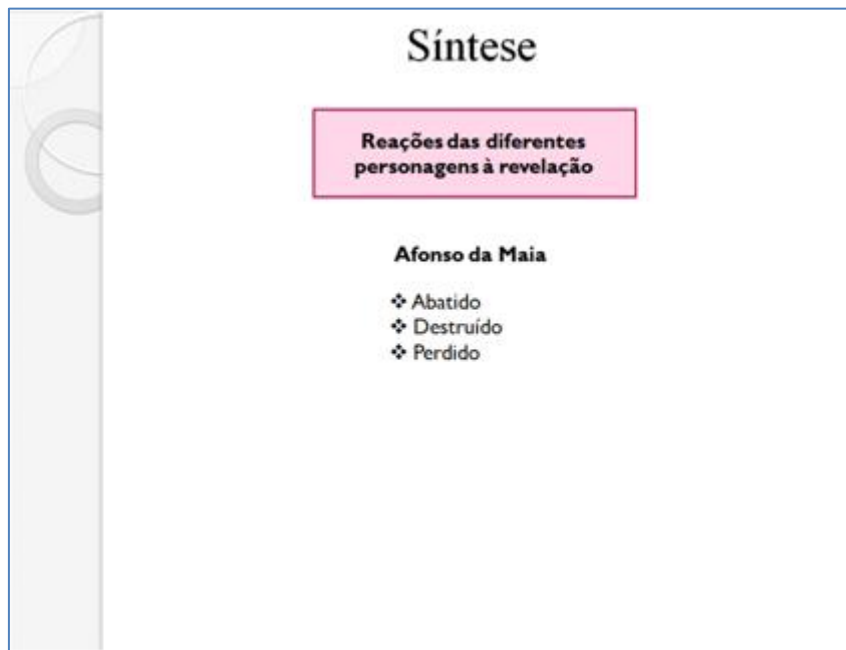 Síntese
Reações das diferentes
personagens à revelação
Afonso da Maia
❖ Abatido
❖ Destruído
❖ Perdido